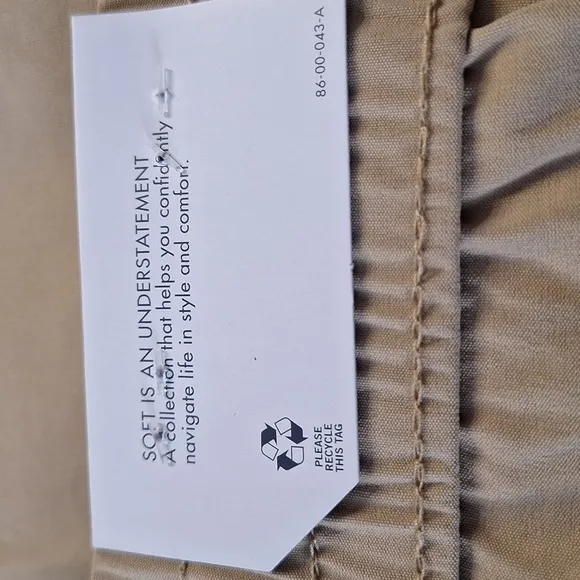 SOFT IS AN UNDERSTATEMENT
A collection that helps you confidently
navigate life in style and comfort.
PLEASE
RECYCLE
THIS TAG
86-00-043-A